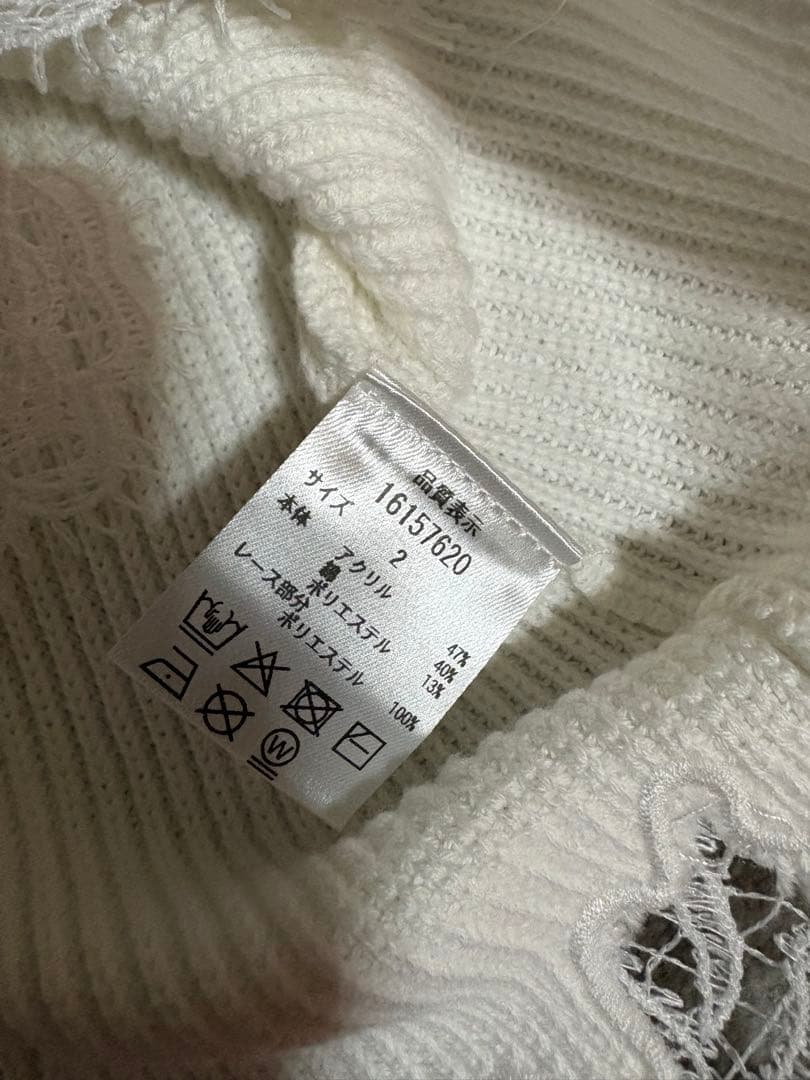 品質表示
16157620
サイズ 2
本体
アクリル 47%
綿 40%
ポリエステル 13%
レース部分
ポリエステル 100%
W